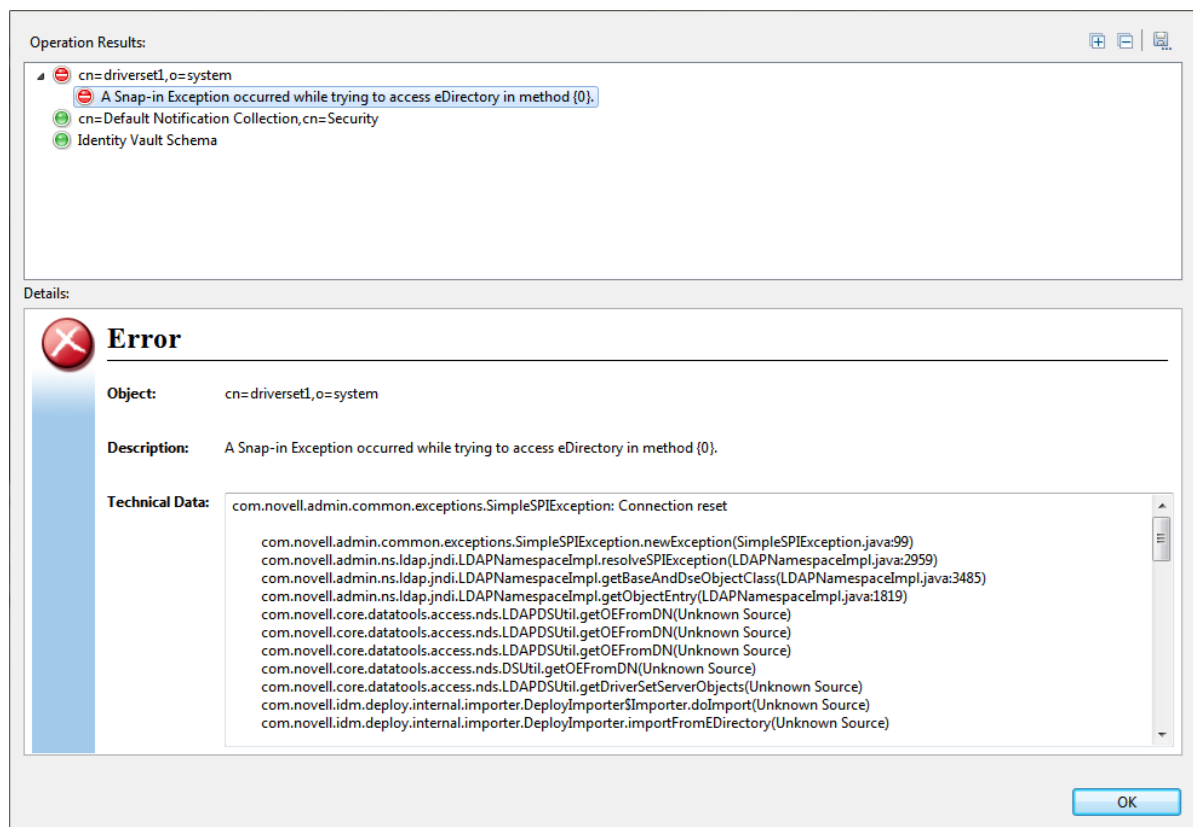 Operation Results:
cn=driverset1,o=system
A Snap-in Exception occurred while trying to access eDirectory in method {0}.
cn=Default Notification Collection,cn=Security
Identity Vault Schema
Details:
Error
Object: cn=driverset1,o=system
Description: A Snap-in Exception occurred while trying to access eDirectory in method {0}.
Technical Data: com.novell.admin.common.exceptions.SimpleSPIException: Connection reset
com.novell.admin.common.exceptions.SimpleSPIException.newException(SimpleSPIException.java:99)
com.novell.admin.ns.ldap.jndi.LDAPNamespaceImpl.resolveSPIException(LDAPNamespaceImpl.java:2959)
com.novell.admin.ns.ldap.jndi.LDAPNamespaceImpl.getBaseAndDseObjectClass(LDAPNamespaceImpl.java:3485)
com.novell.admin.ns.ldap.jndi.LDAPNamespaceImpl.getObjectEntry(LDAPNamespaceImpl.java:1819)
com.novell.core.datatools.access.nds.LDAPDSUtil.getOEFromDN(Unknown Source)
com.novell.core.datatools.access.nds.LDAPDSUtil.getOEFromDN(Unknown Source)
com.novell.core.datatools.access.nds.LDAPDSUtil.getOEFromDN(Unknown Source)
com.novell.core.datatools.access.nds.DSUtil.getOEFromDN(Unknown Source)
com.novell.core.datatools.access.nds.LDAPDSUtil.getDriverSetServerObjects(Unknown Source)
com.novell.idm.deploy.internal.importer.DeployImporter$Importer.doImport(Unknown Source)
com.novell.idm.deploy.internal.importer.DeployImporter.importFromEDirectory(Unknown Source)
OK